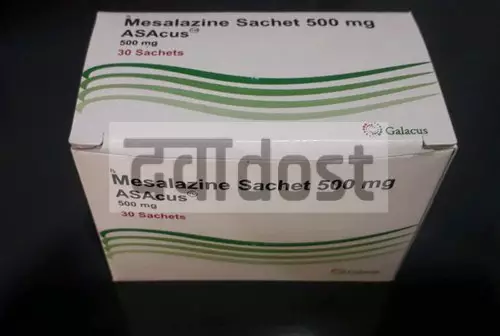 Mesalazine Sachet 500 mg
ASAcus
500 mg
30 Sachets
Galacus
दवाdost
Mesalazine Sachet 500 mg
ASAcus
500 mg
30 Sachets